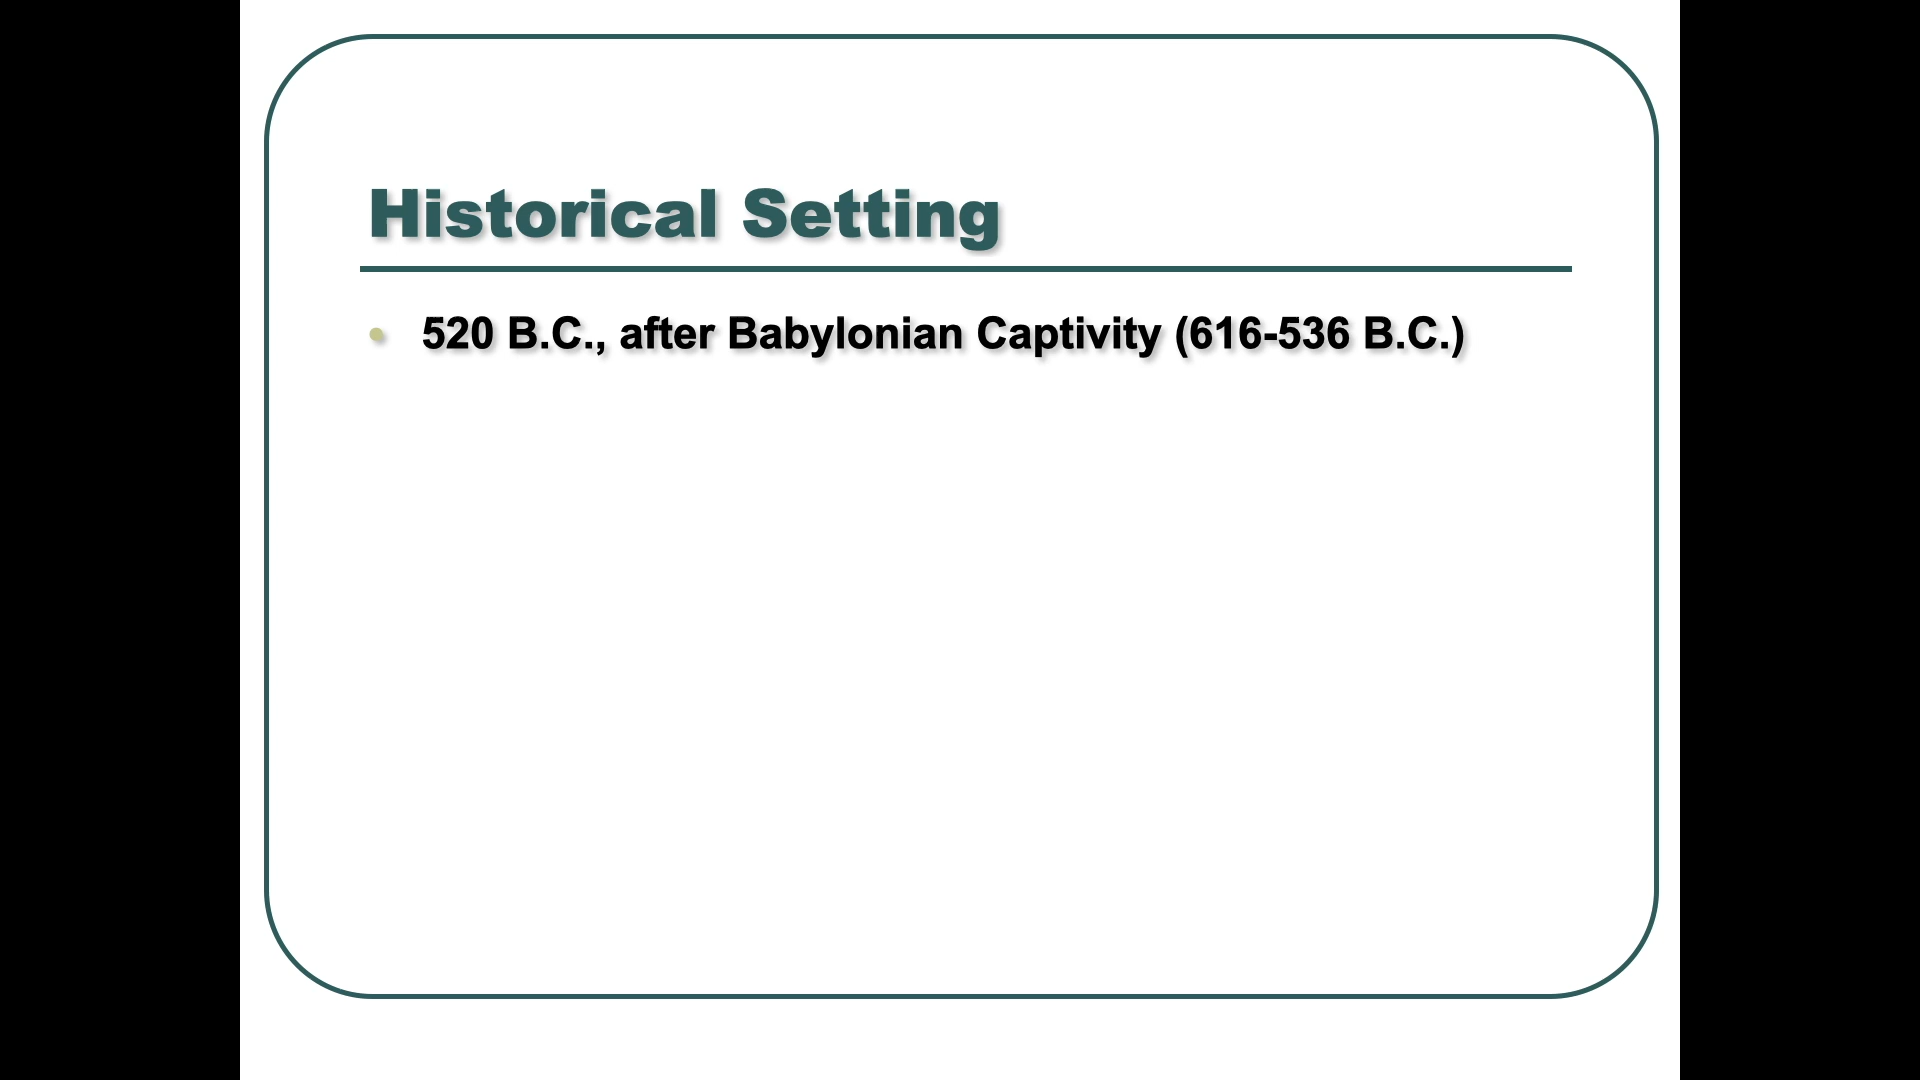 Historical Setting
• 520 B.C., after Babylonian Captivity (616-536 B.C.)